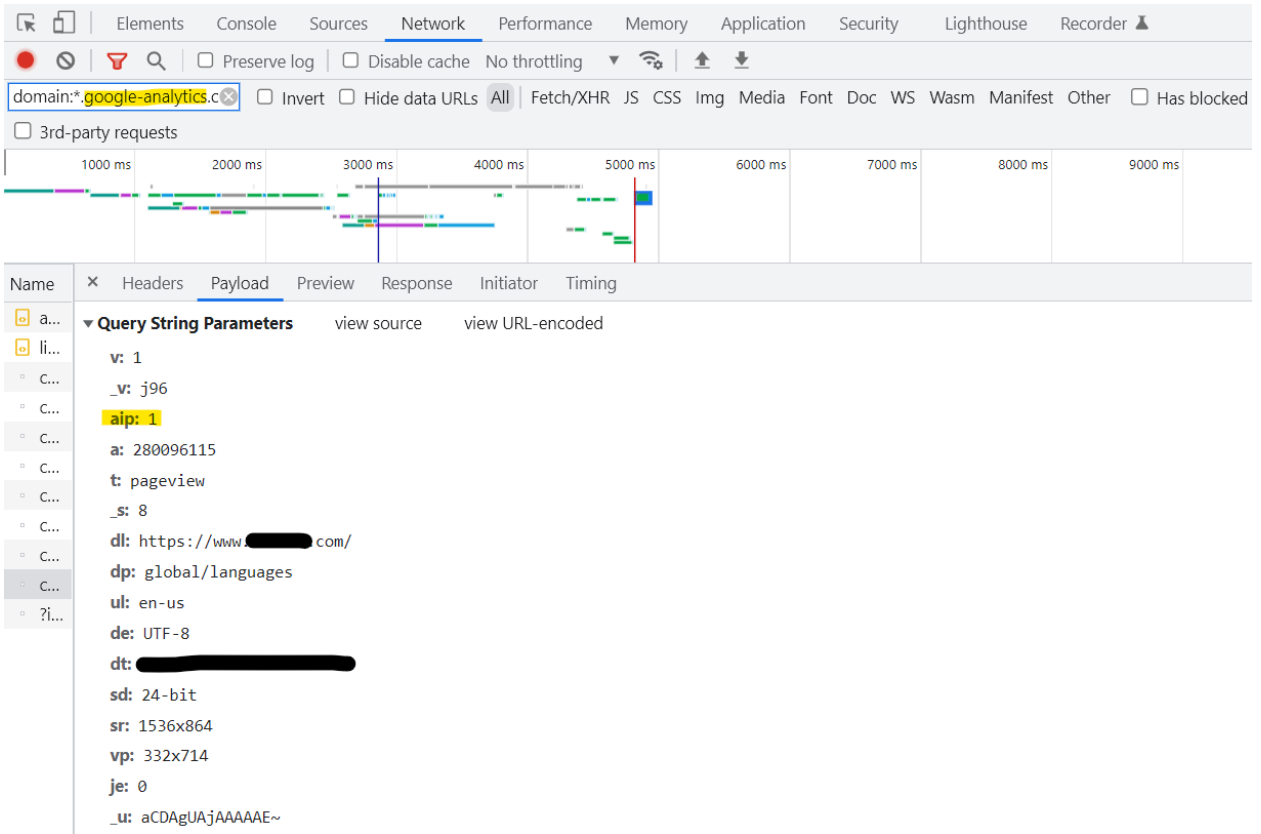 Elements Console Sources Network Performance Memory Application Security Lighthouse Recorder
Preserve log Disable cache No throttling
domain:*.google-analytics.c Invert Hide data URLs All Fetch/XHR JS CSS Img Media Font Doc WS Wasm Manifest Other Has blocked
3rd-party requests
1000 ms 2000 ms 3000 ms 4000 ms 5000 ms 6000 ms 7000 ms 8000 ms 9000 ms
Name × Headers Payload Preview Response Initiator Timing
a... Query String Parameters view source view URL-encoded
li... v: 1
c... _v: j96
c... aip: 1
c... a: 280096115
c... t: pageview
c... _s: 8
c... dl: https://www. .com/
c... dp: global/languages
c... ul: en-us
?i... de: UTF-8
dt:
sd: 24-bit
sr: 1536x864
vp: 332x714
je: 0
_u: aCDAgUAjAAAAAE~